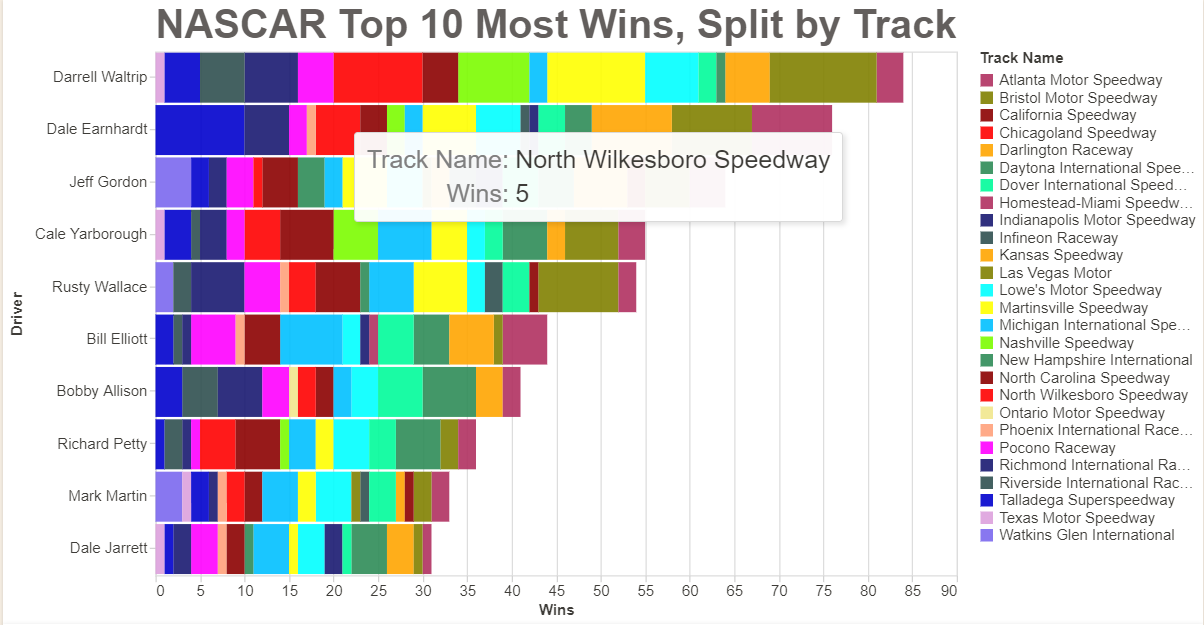 NASCAR Top 10 Most Wins, Split by Track
Driver
Darrell Waltrip
Dale Earnhardt
Jeff Gordon
Cale Yarborough
Rusty Wallace
Bill Elliott
Bobby Allison
Richard Petty
Mark Martin
Dale Jarrett
Track Name: North Wilkesboro Speedway
Wins: 5
0 5 10 15 20 25 30 35 40 45 50 55 60 65 70 75 80 85 90
Wins
Track Name
Atlanta Motor Speedway
Bristol Motor Speedway
California Speedway
Chicagoland Speedway
Darlington Raceway
Daytona International Spee…
Dover International Speed…
Homestead-Miami Speedw…
Indianapolis Motor Speedway
Infineon Raceway
Kansas Speedway
Las Vegas Motor
Lowe's Motor Speedway
Martinsville Speedway
Michigan International Spe…
Nashville Speedway
New Hampshire International
North Carolina Speedway
North Wilkesboro Speedway
Ontario Motor Speedway
Phoenix International Race…
Pocono Raceway
Richmond International Ra…
Riverside International Rac…
Talladega Superspeedway
Texas Motor Speedway
Watkins Glen International